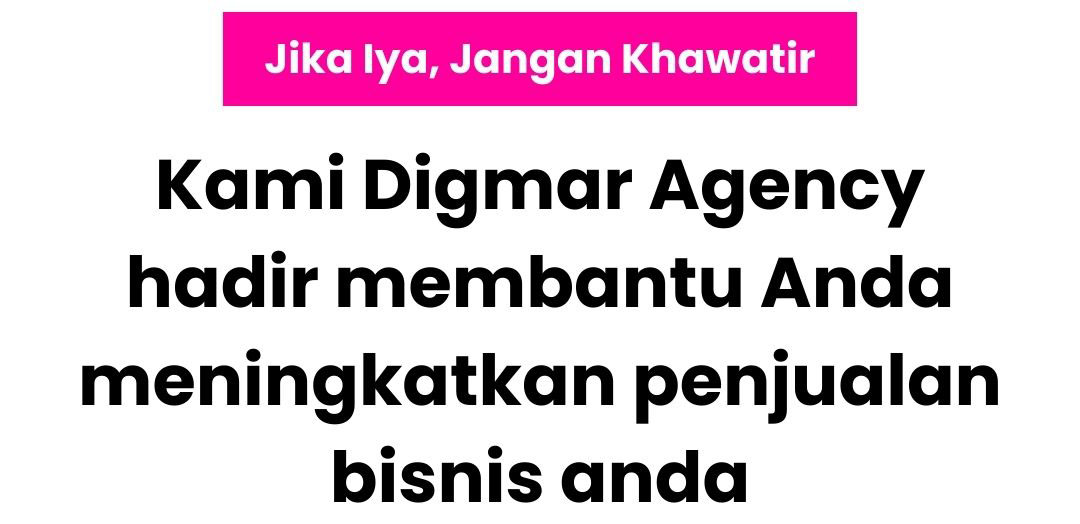 Jika Iya, Jangan Khawatir
Kami Digmar Agency
hadir membantu Anda
meningkatkan penjualan
bisnis anda